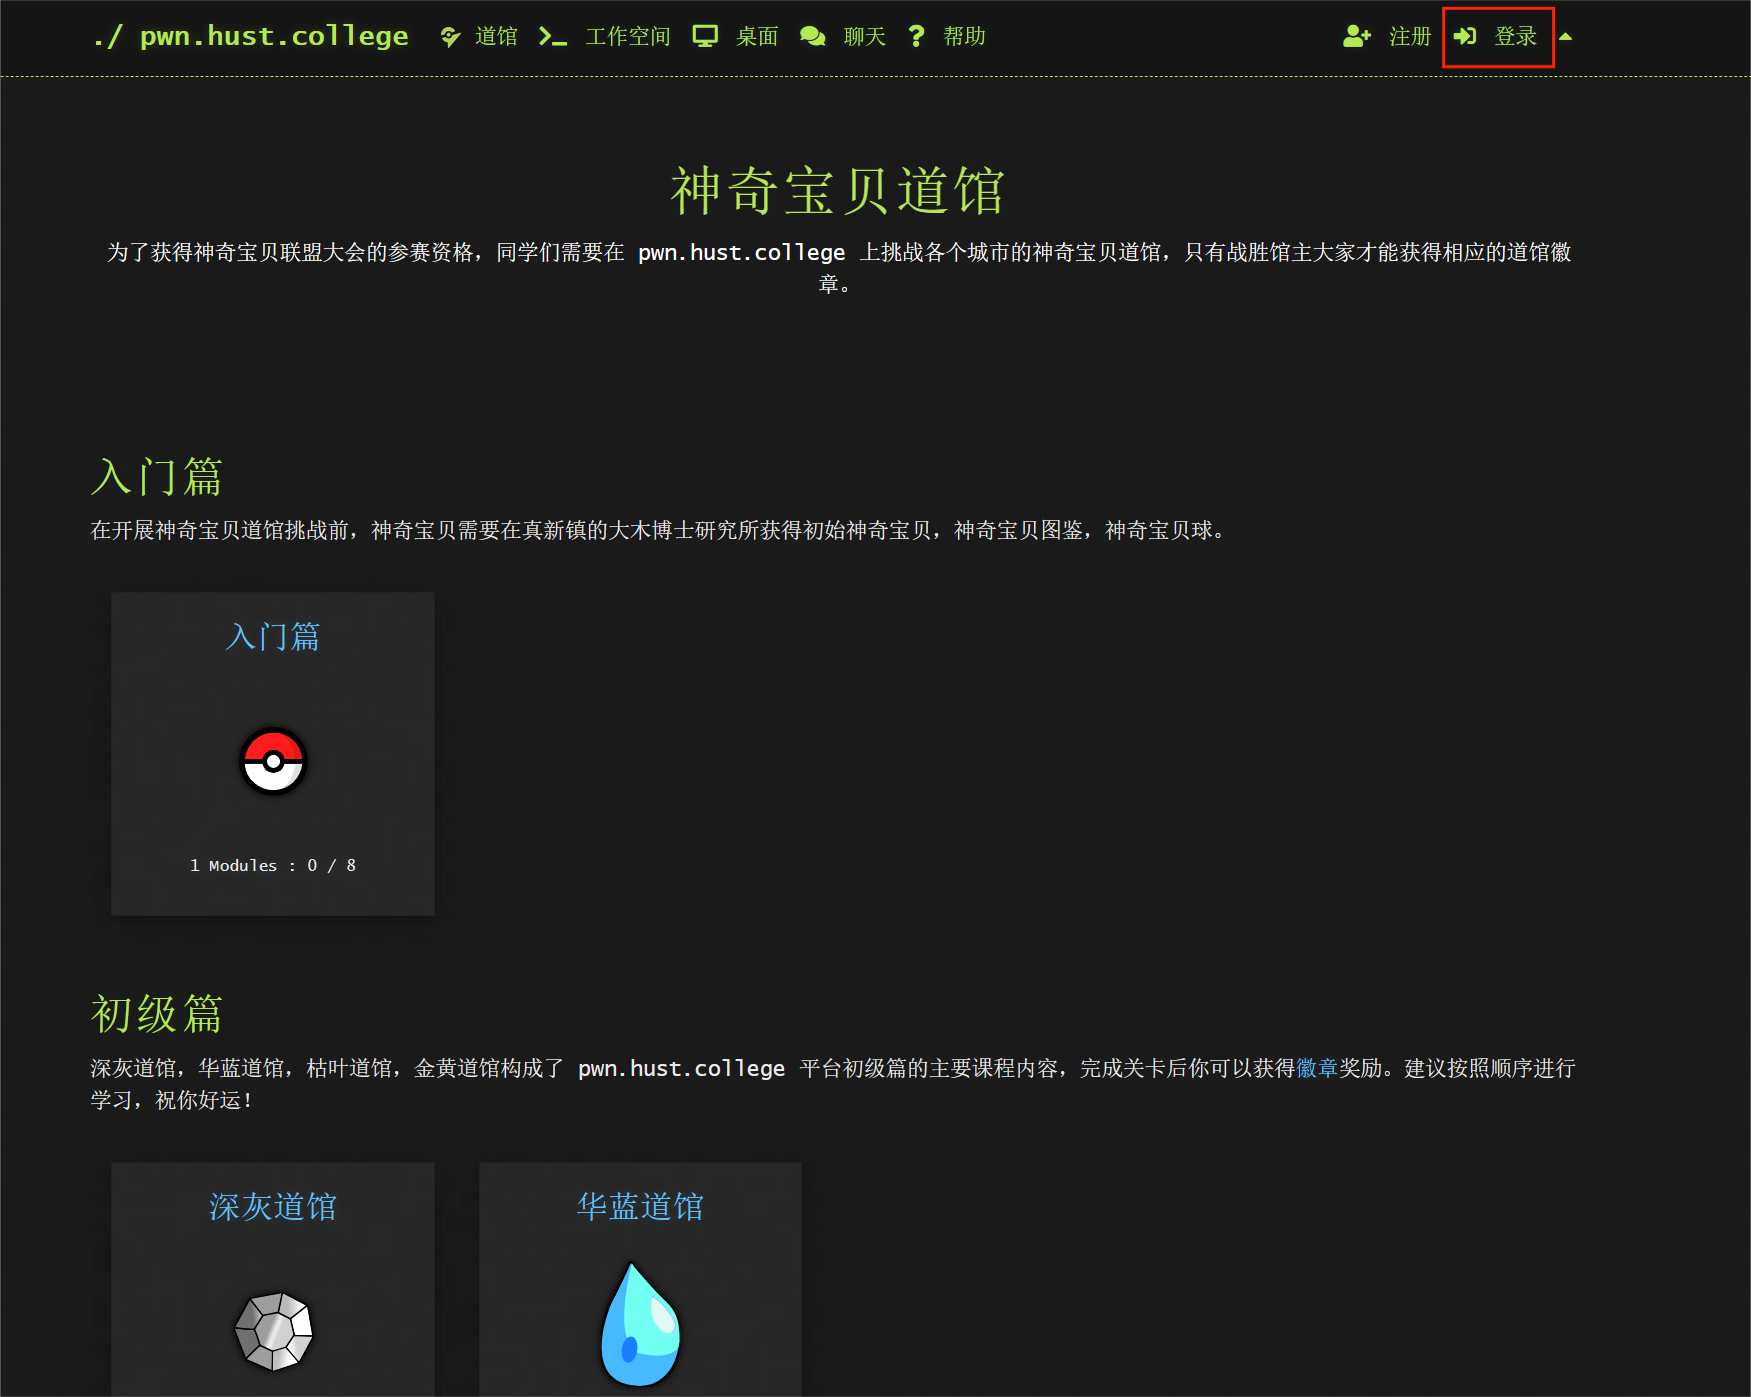 ./ pwn.hust.college 道馆 工作空间 桌面 聊天 帮助 注册 登录
神奇宝贝道馆
为了获得神奇宝贝联盟大会的参赛资格，同学们需要在 pwn.hust.college 上挑战各个城市的神奇宝贝道馆，只有战胜馆主大家才能获得相应的道馆徽
章。
入门篇
在开展神奇宝贝道馆挑战前，神奇宝贝需要在真新镇的大木博士研究所获得初始神奇宝贝，神奇宝贝图鉴，神奇宝贝球。
入门篇
1 Modules : 0 / 8
初级篇
深灰道馆，华蓝道馆，枯叶道馆，金黄道馆构成了 pwn.hust.college 平台初级篇的主要课程内容，完成关卡后你可以获得徽章奖励。建议按照顺序进行
学习，祝你好运！
深灰道馆 华蓝道馆